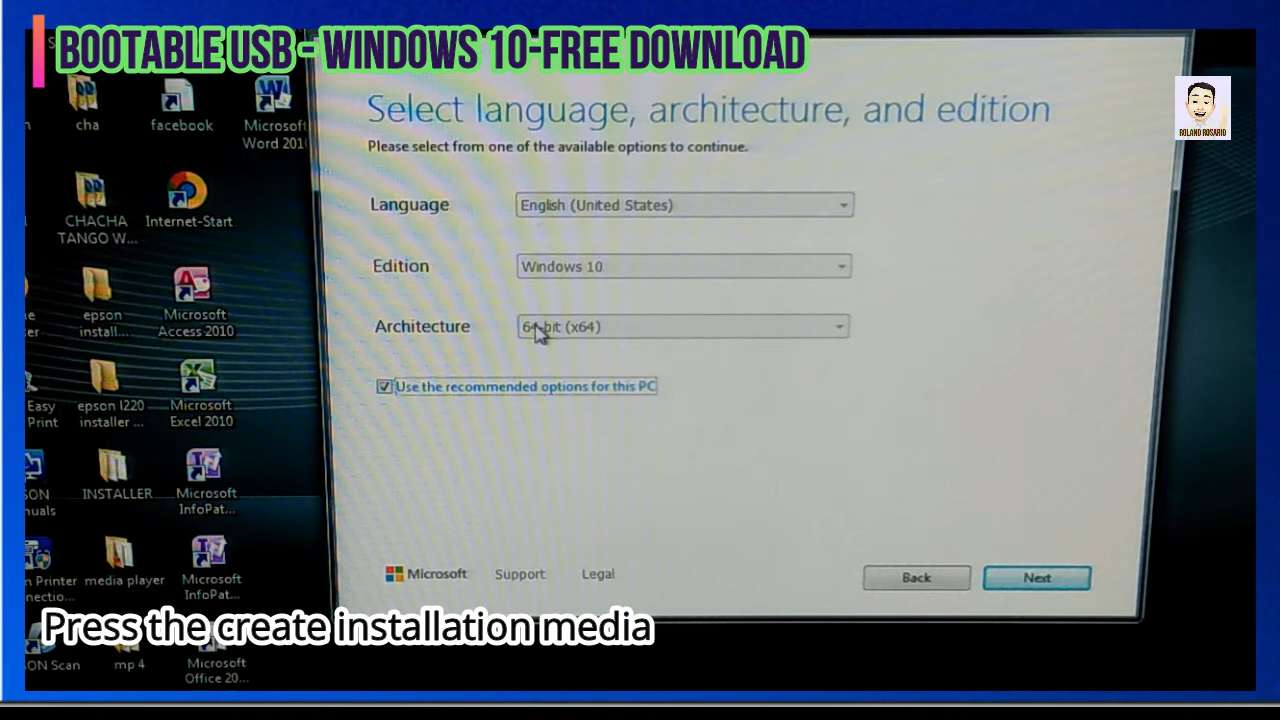 BOOTABLE USB - WINDOWS 10-FREE DOWNLOAD
ROLAND ROSARIO
Select language, architecture, and edition
Please select from one of the available options to continue.
Language
English (United States)
Edition
Windows 10
Architecture
64-bit (x64)
Use the recommended options for this PC
Microsoft
Support
Legal
Back
Next
cha
facebook
Microsoft
Word 2010
CHACHA
TANGO W...
Internet-Start
epson
install...
Microsoft
Access 2010
Easy
Print
epson l220
installer ...
Microsoft
Excel 2010
INSTALLER
Microsoft
InfoPat...
Printer
media player
Microsoft
InfoPat...
Press the create installation media
Scan
mp 4
Microsoft
Office 20...